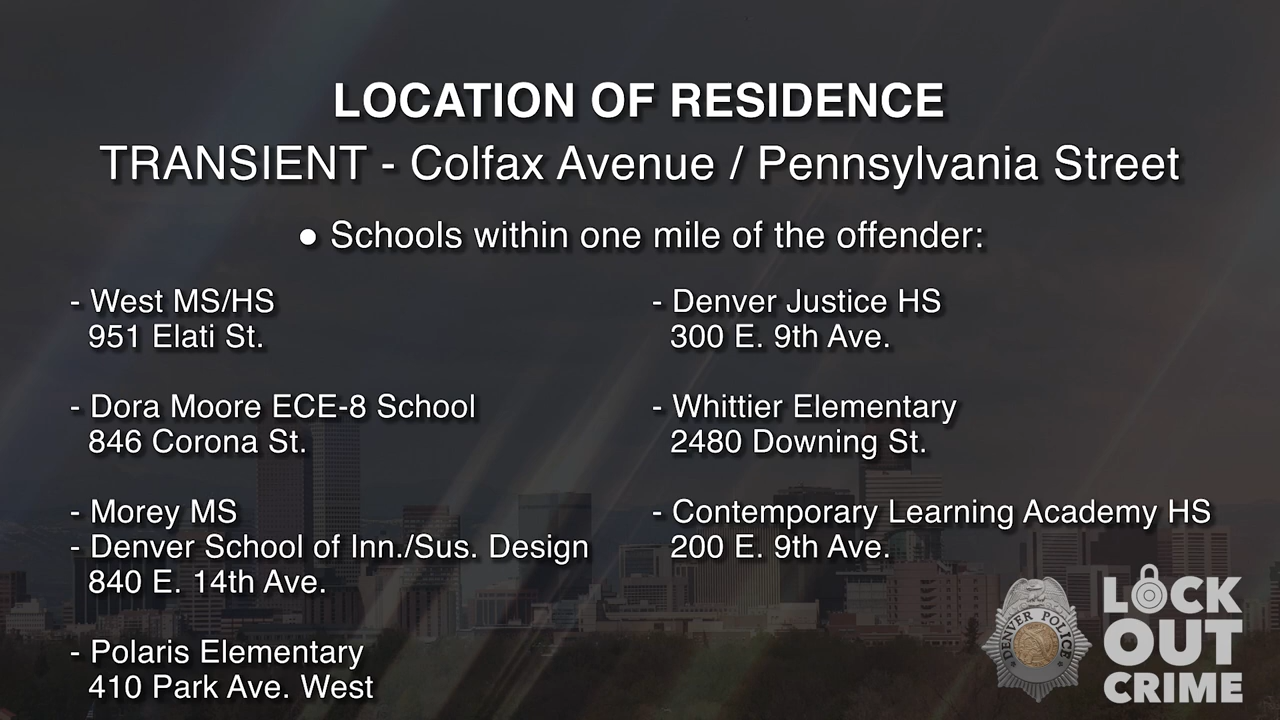 LOCATION OF RESIDENCE
TRANSIENT - Colfax Avenue / Pennsylvania Street
● Schools within one mile of the offender:
- West MS/HS
951 Elati St.
- Dora Moore ECE-8 School
846 Corona St.
- Morey MS
- Denver School of Inn./Sus. Design
840 E. 14th Ave.
- Polaris Elementary
410 Park Ave. West
- Denver Justice HS
300 E. 9th Ave.
- Whittier Elementary
2480 Downing St.
- Contemporary Learning Academy HS
200 E. 9th Ave.
DENVER POLICE
LOCK
OUT
CRIME